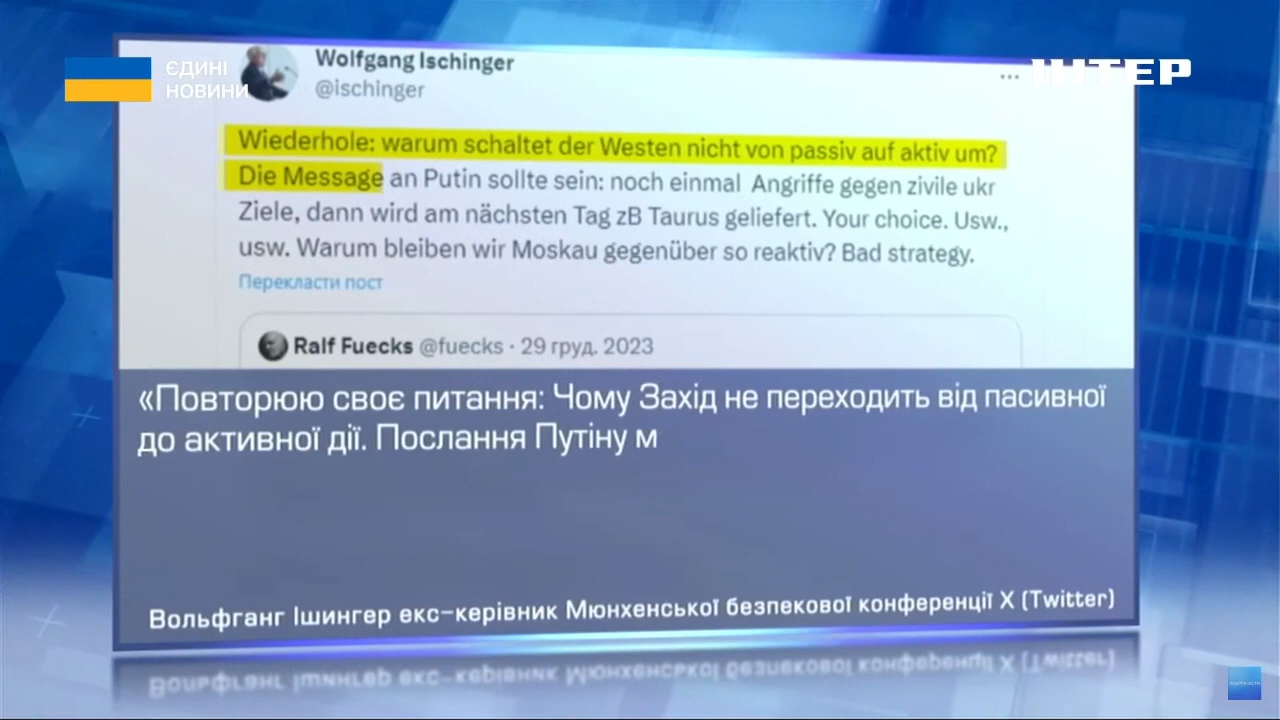 ЄДИНІ
НОВИНИ
ІНТЕР
Wolfgang Ischinger
@ischinger
Wiederhole: warum schaltet der Westen nicht von passiv auf aktiv um?
Die Message an Putin sollte sein: noch einmal Angriffe gegen zivile ukr
Ziele, dann wird am nächsten Tag zB Taurus geliefert. Your choice. Usw.,
usw. Warum bleiben wir Moskau gegenüber so reaktiv? Bad strategy.
Перекласти пост
Ralf Fuecks @fuecks · 29 груд. 2023
«Повторюю своє питання: Чому Захід не переходить від пасивної
до активної дії. Послання Путіну м
Вольфганг Ішингер екс-керівник Мюнхенської безпекової конференції X (Twitter)